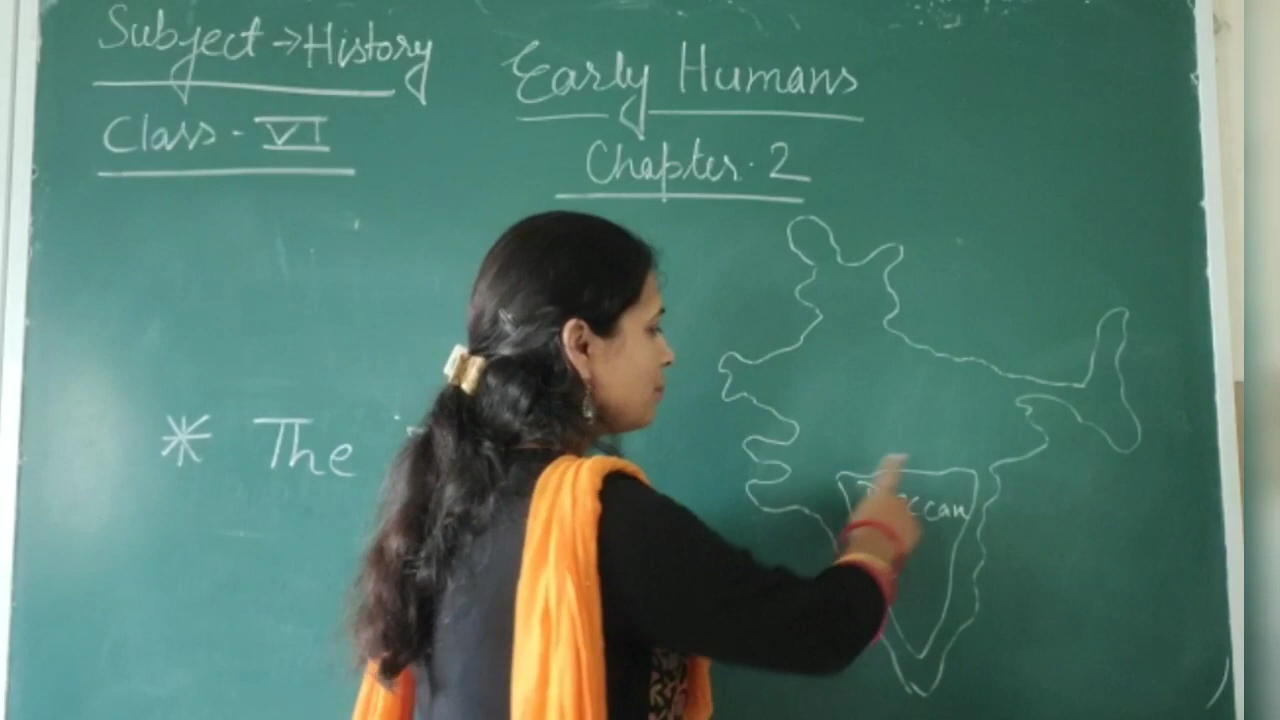 Subject → History
Early Humans
Class - VI
Chapter. 2
* The